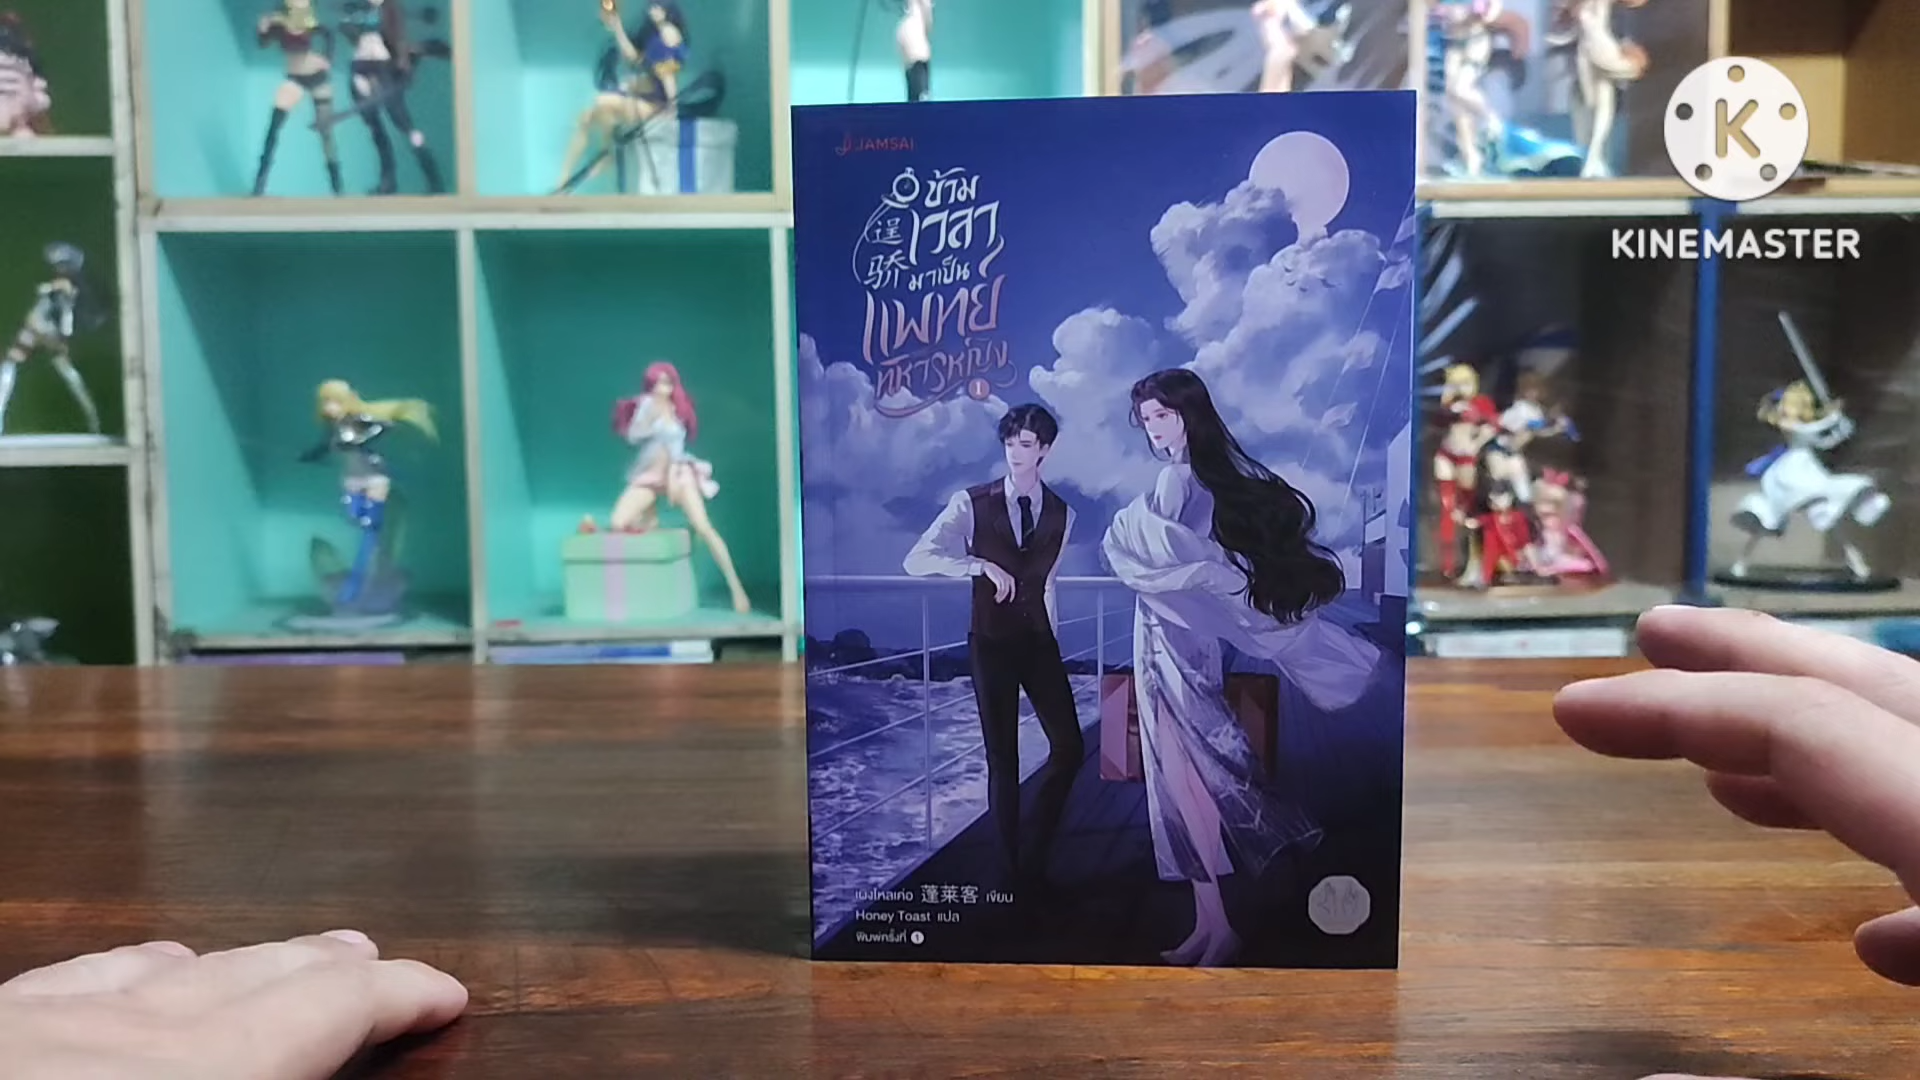 JAMSAI
ข้าม
เวลา
逞骄
มาเป็น
แพทย์
ทหารหญิง
1
เผิงไหลเค่อ 蓬莱客 เขียน
Honey Toast แปล
พิมพ์ครั้งที่ 1
K
KINEMASTER